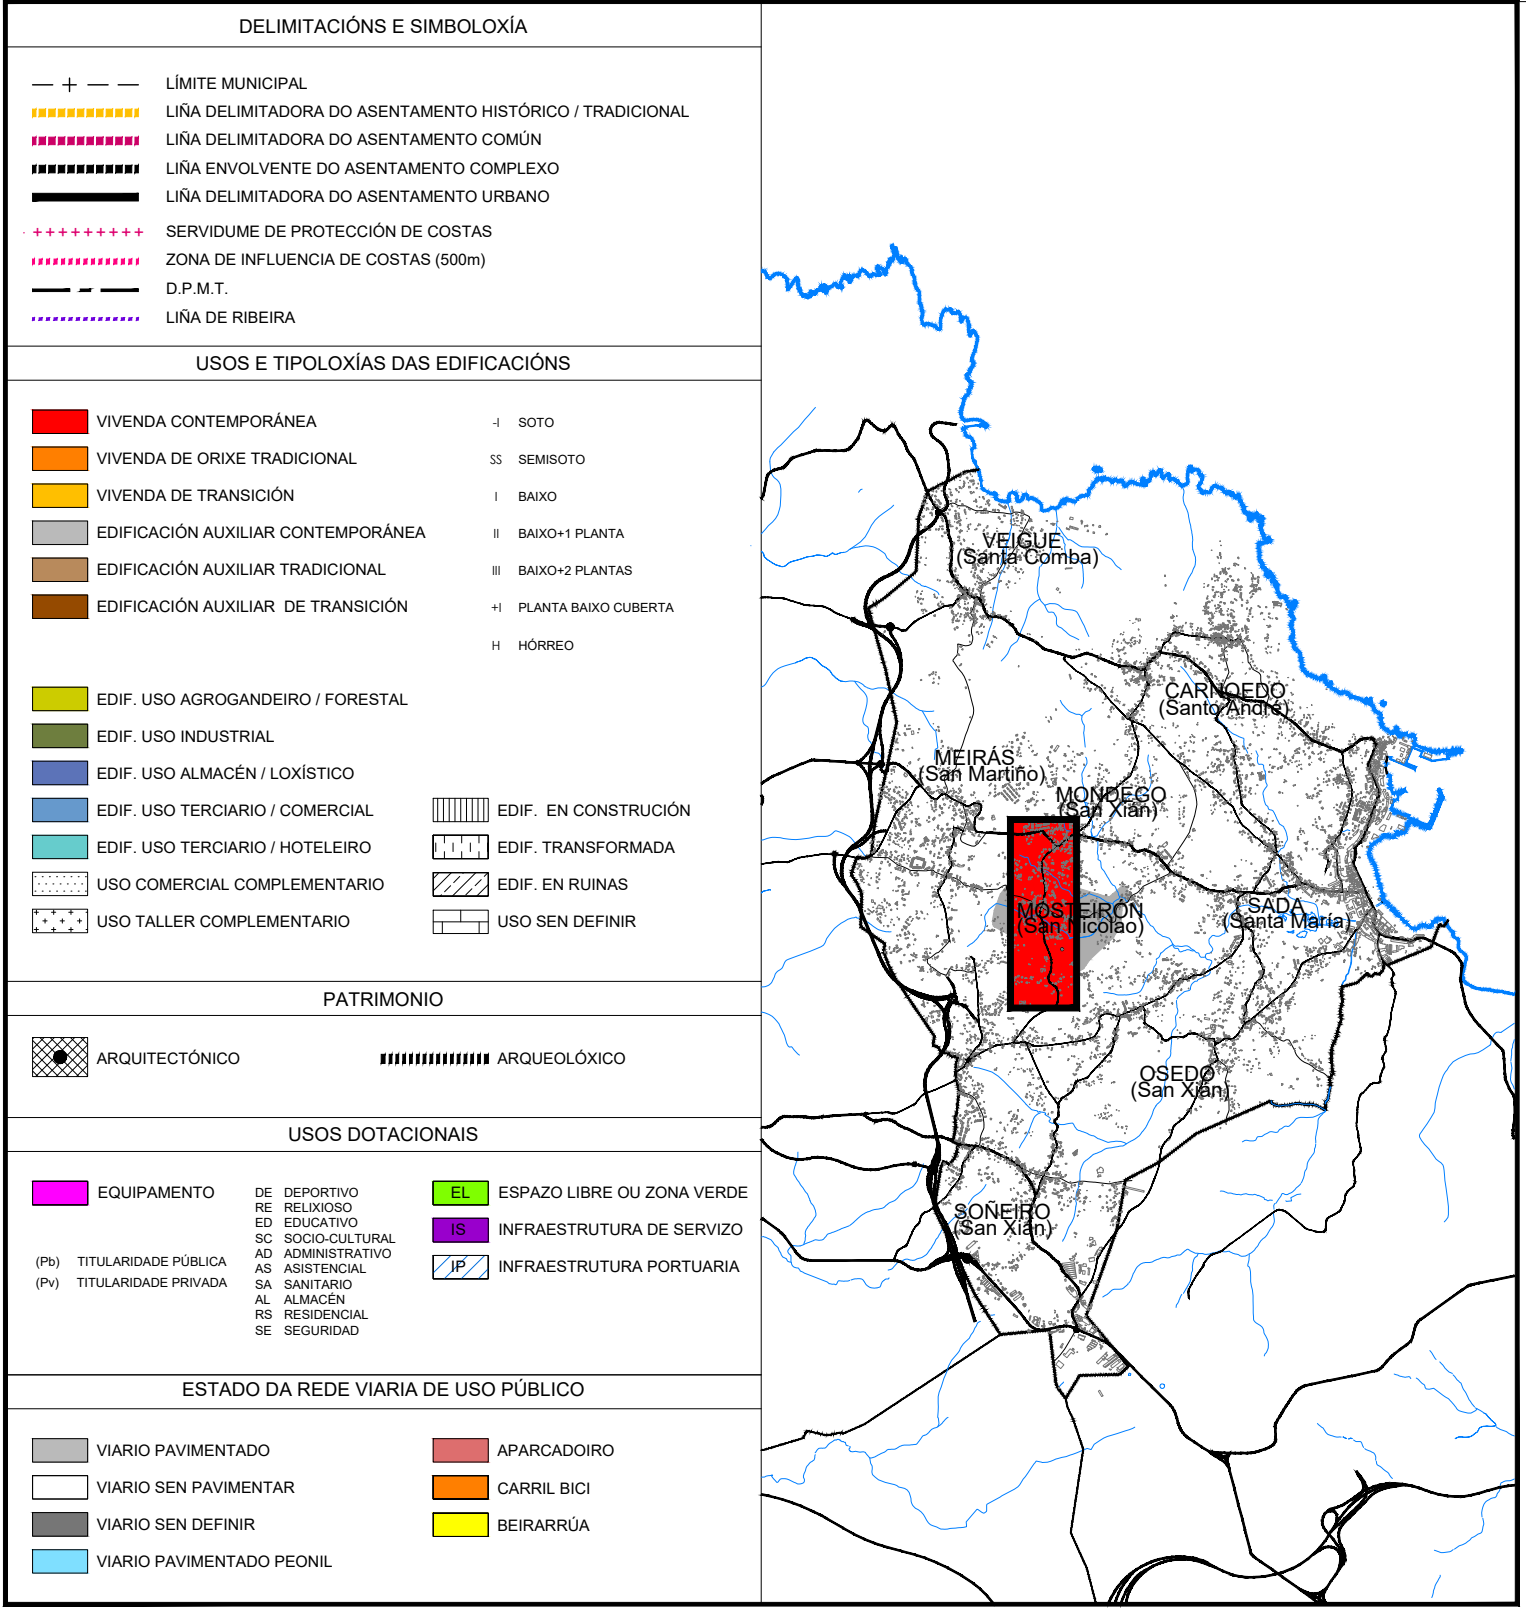 DELIMITACIÓNS E SIMBOLOXÍA
LÍMITE MUNICIPAL
LIÑA DELIMITADORA DO ASENTAMENTO HISTÓRICO / TRADICIONAL
LIÑA DELIMITADORA DO ASENTAMENTO COMÚN
LIÑA ENVOLVENTE DO ASENTAMENTO COMPLEXO
LIÑA DELIMITADORA DO ASENTAMENTO URBANO
SERVIDUME DE PROTECCIÓN DE COSTAS
ZONA DE INFLUENCIA DE COSTAS (500m)
D.P.M.T.
LIÑA DE RIBEIRA
USOS E TIPOLOXÍAS DAS EDIFICACIÓNS
VIVENDA CONTEMPORÁNEA
VIVENDA DE ORIXE TRADICIONAL
VIVENDA DE TRANSICIÓN
EDIFICACIÓN AUXILIAR CONTEMPORÁNEA
EDIFICACIÓN AUXILIAR TRADICIONAL
EDIFICACIÓN AUXILIAR DE TRANSICIÓN
-I SOTO
SS SEMISOTO
I BAIXO
II BAIXO+1 PLANTA
III BAIXO+2 PLANTAS
+I PLANTA BAIXO CUBERTA
H HÓRREO
EDIF. USO AGROGANDEIRO / FORESTAL
EDIF. USO INDUSTRIAL
EDIF. USO ALMACÉN / LOXÍSTICO
EDIF. USO TERCIARIO / COMERCIAL
EDIF. USO TERCIARIO / HOTELEIRO
USO COMERCIAL COMPLEMENTARIO
USO TALLER COMPLEMENTARIO
EDIF. EN CONSTRUCIÓN
EDIF. TRANSFORMADA
EDIF. EN RUINAS
USO SEN DEFINIR
PATRIMONIO
ARQUITECTÓNICO
ARQUEOLÓXICO
USOS DOTACIONAIS
EQUIPAMENTO
(Pb) TITULARIDADE PÚBLICA
(Pv) TITULARIDADE PRIVADA
DE DEPORTIVO
RE RELIXIOSO
ED EDUCATIVO
SC SOCIO-CULTURAL
AD ADMINISTRATIVO
AS ASISTENCIAL
SA SANITARIO
AL ALMACÉN
RS RESIDENCIAL
SE SEGURIDAD
EL ESPAZO LIBRE OU ZONA VERDE
IS INFRAESTRUTURA DE SERVIZO
IP INFRAESTRUTURA PORTUARIA
ESTADO DA REDE VIARIA DE USO PÚBLICO
VIARIO PAVIMENTADO
VIARIO SEN PAVIMENTAR
VIARIO SEN DEFINIR
VIARIO PAVIMENTADO PEONIL
APARCADOIRO
CARRIL BICI
BEIRARRÚA
VEIGUE
(Santa Comba)
CARNOEDO
(Santo André)
MEIRÁS
(San Martiño)
MONDEGO
(San Xián)
MOSTEIRÓN
(San Nicolao)
SADA
(Santa María)
OSEDO
(San Xián)
SOÑEIRO
(San Xián)